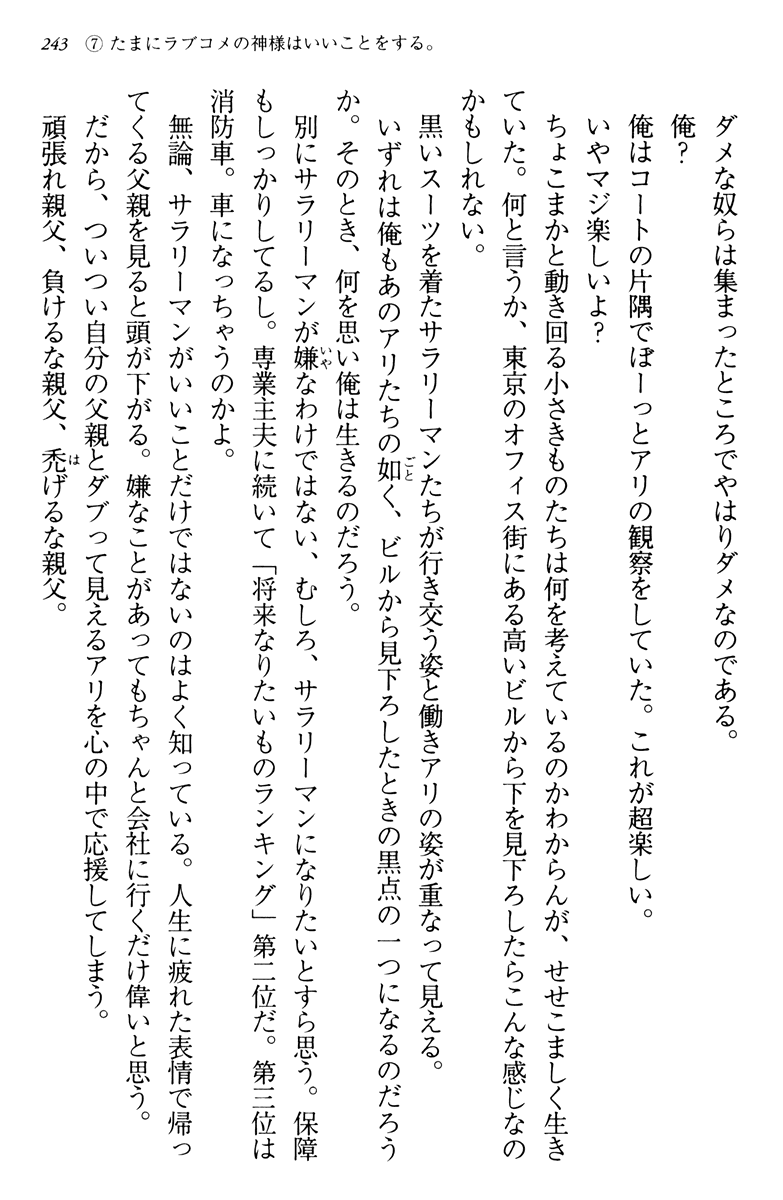 243 ⑦ たまにラブコメの神様はいいことをする。
ダメな奴らは集まったところでやはりダメなのである。
俺？
俺はコートの片隅でぼーっとアリの観察をしていた。これが超楽しい。
いやマジ楽しいよ？
ちょこまかと動き回る小さきものたちは何を考えているのかわからんが、せせこましく生き
ていた。何と言うか、東京のオフィス街にある高いビルから下を見下ろしたらこんな感じなの
かもしれない。
黒いスーツを着たサラリーマンたちが行き交う姿と働きアリの姿が重なって見える。
いずれは俺もあのアリたちの如く、ビルから見下ろしたときの黒点の一つになるのだろう
か。そのとき、何を思い俺は生きるのだろう。
別にサラリーマンが嫌なわけではない、むしろ、サラリーマンになりたいとすら思う。保障
もしっかりしてるし。専業主夫に続いて「将来なりたいものランキング」第二位だ。第三位は
消防車。車になっちゃうのかよ。
無論、サラリーマンがいいことだけではないのはよく知っている。人生に疲れた表情で帰っ
てくる父親を見ると頭が下がる。嫌なことがあってもちゃんと会社に行くだけ偉いと思う。
だから、ついつい自分の父親とダブって見えるアリを心の中で応援してしまう。
頑張れ親父、負けるな親父、禿げるな親父。